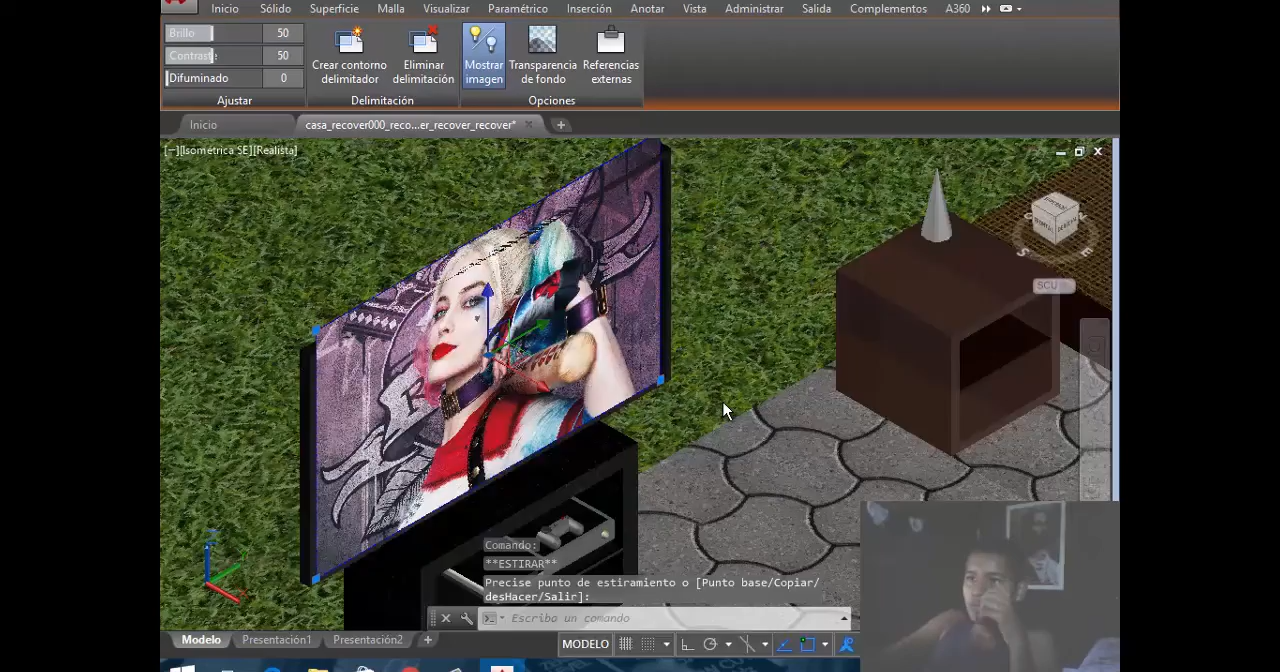 Inicio Sólido Superficie Malla Visualizar Paramétrico Inserción Anotar Vista Administrar Salida Complementos A360
Brillo 50
Contraste 50
Difuminado 0
Crear contorno
delimitador
Eliminar
delimitación
Mostrar
imagen
Transparencia
de fondo
Referencias
externas
Ajustar Delimitación Opciones
Inicio casa_recover000_reco...er_recover_recover*
[−][Isométrica SE][Realista]
SCU
Comando:
**ESTIRAR**
Precise punto de estiramiento o [Punto base/Copiar/
desHacer/Salir]:
Escriba un comando
Modelo Presentación1 Presentación2 +
MODELO